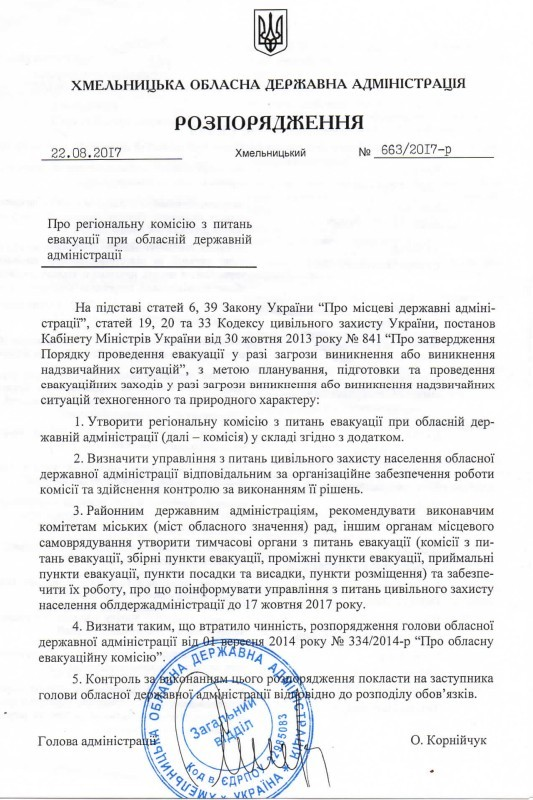 ХМЕЛЬНИЦЬКА ОБЛАСНА ДЕРЖАВНА АДМІНІСТРАЦІЯ
РОЗПОРЯДЖЕННЯ
22.08.2017 Хмельницький № 663/2017-р
Про регіональну комісію з питань
евакуації при обласній державній
адміністрації
На підставі статей 6, 39 Закону України “Про місцеві державні адміні-
страції”, статей 19, 20 та 33 Кодексу цивільного захисту України, постанов
Кабінету Міністрів України від 30 жовтня 2013 року № 841 “Про затвердження
Порядку проведення евакуації у разі загрози виникнення або виникнення
надзвичайних ситуацій”, з метою планування, підготовки та проведення
евакуаційних заходів у разі загрози виникнення або виникнення надзвичайних
ситуацій техногенного та природного характеру:
1. Утворити регіональну комісію з питань евакуації при обласній дер-
жавній адміністрації (далі – комісія) у складі згідно з додатком.
2. Визначити управління з питань цивільного захисту населення обласної
державної адміністрації відповідальним за організаційне забезпечення роботи
комісії та здійснення контролю за виконанням її рішень.
3. Районним державним адміністраціям, рекомендувати виконавчим
комітетам міських (міст обласного значення) рад, іншим органам місцевого
самоврядування утворити тимчасові органи з питань евакуації (комісії з пи-
тань евакуації, збірні пункти евакуації, проміжні пункти евакуації, приймальні
пункти евакуації, пункти посадки та висадки, пункти розміщення) та забезпе-
чити їх роботу, про що поінформувати управління з питань цивільного захисту
населення облдержадміністрації до 17 жовтня 2017 року.
4. Визнати таким, що втратило чинність, розпорядження голови обласної
державної адміністрації від 01 вересня 2014 року № 334/2014-р “Про обласну
евакуаційну комісію”.
5. Контроль за виконанням цього розпорядження покласти на заступника
голови обласної державної адміністрації відповідно до розподілу обов’язків.
Голова адміністрації О. Корнійчук
ХМЕЛЬНИЦЬКА ОБЛАСНА ДЕРЖАВНА АДМІНІСТРАЦІЯ
УКРАЇНА
Загальний
відділ
Код в ЄДРПОУ 22985083